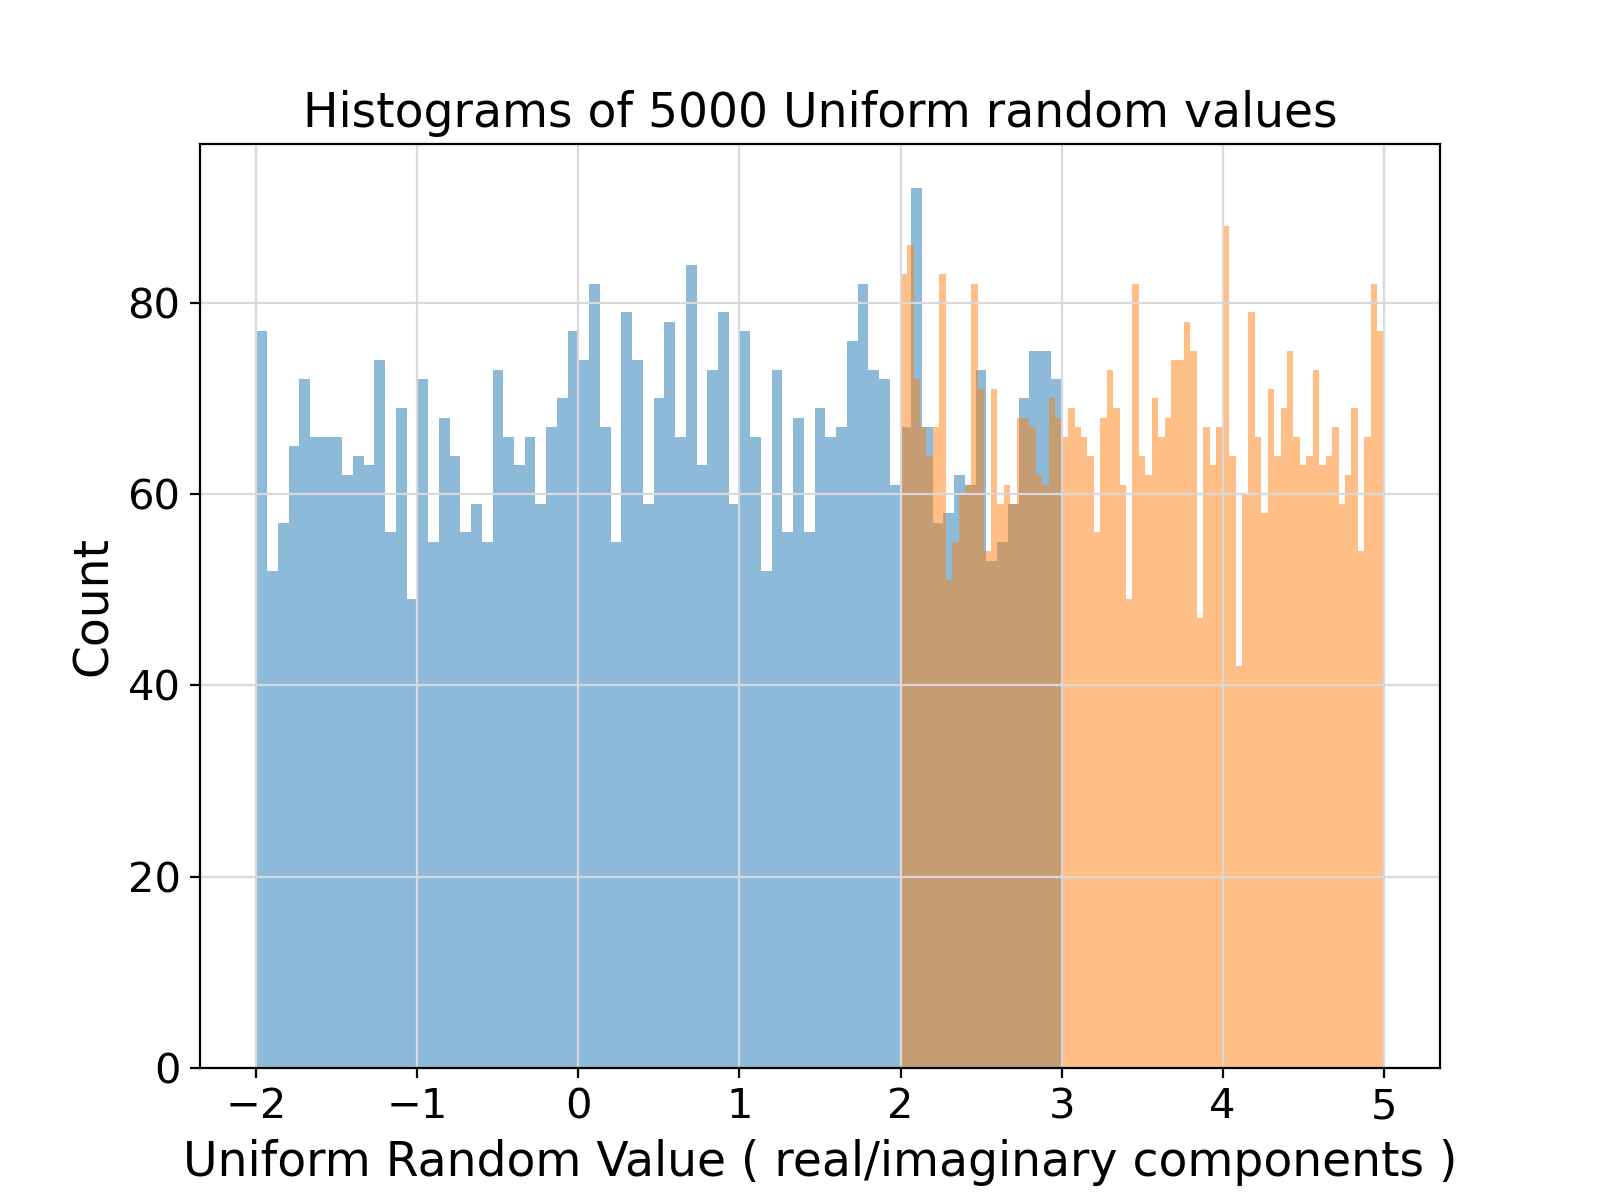 Histograms of 5000 Uniform random values
80
60
40
20
0
Count
−2 −1 0 1 2 3 4 5
Uniform Random Value ( real/imaginary components )